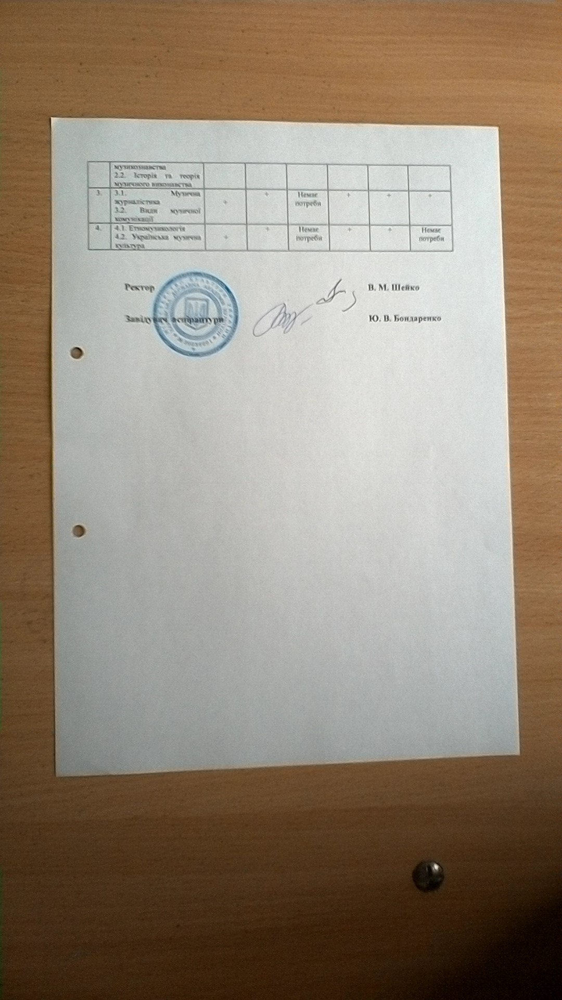 музикознавства
2.2. Історія та теорія
музичного виконавства
3. 3.1. Музична
журналістика
3.2. Види музичної
комунікації
+ + Немає потреби + + +
4. 4.1. Етномузикологія
4.2. Українська музична
культура
+ + Немає потреби + + Немає потреби
Ректор В. М. Шейко
Завідувач аспірантури Ю. В. Бондаренко